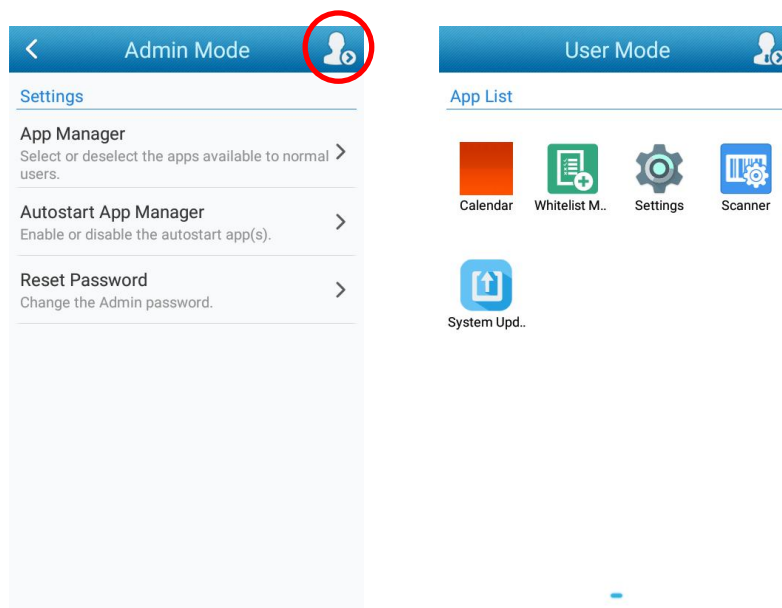 Admin Mode
Settings
App Manager
Select or deselect the apps available to normal
users.
Autostart App Manager
Enable or disable the autostart app(s).
Reset Password
Change the Admin password.
User Mode
App List
Calendar
Whitelist M..
Settings
Scanner
System Upd..